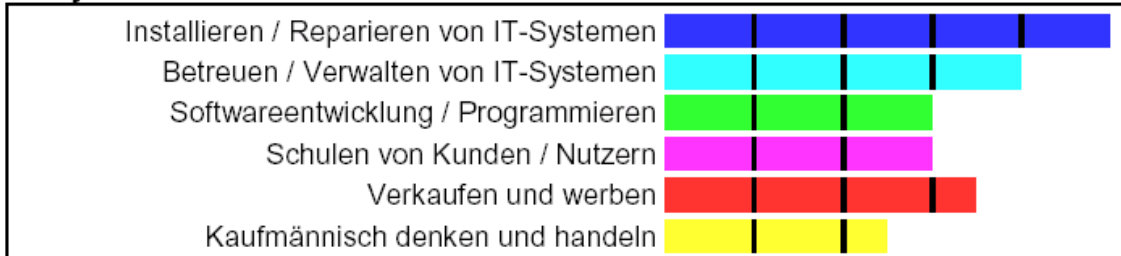 Installieren / Reparieren von IT-Systemen
Betreuen / Verwalten von IT-Systemen
Softwareentwicklung / Programmieren
Schulen von Kunden / Nutzern
Verkaufen und werben
Kaufmännisch denken und handeln